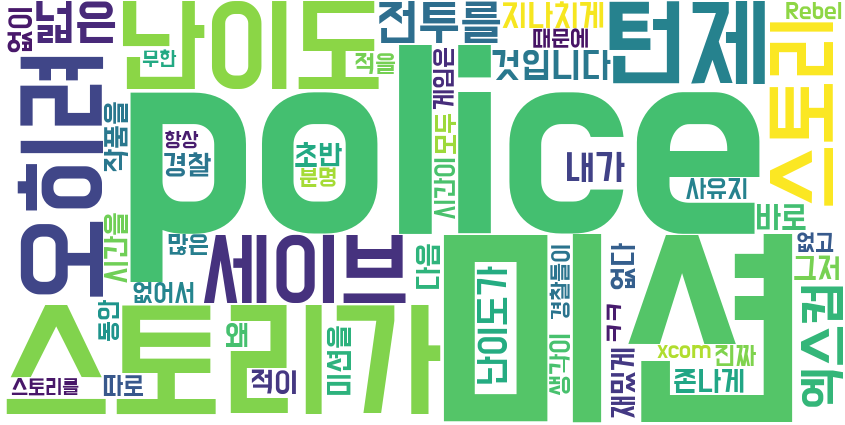 없이
넓은
난이도
무한
적을
전투를
지나치게
때문에
턴제
Rebel
오히려
police
게임은
것입니다
스토리
작품을
항상
경찰
초반
분명
모두
시간이
내가
사유지
바로
시간을
많은
세이브
다음
미션
없고
그저
동안
없어서
난이도가
경찰들이
없다
엑스컴
스토리가
왜
미션을
생각이
ㅋㅋ
재밌게
xcom
진짜
스토리를
따로
적이
존나게